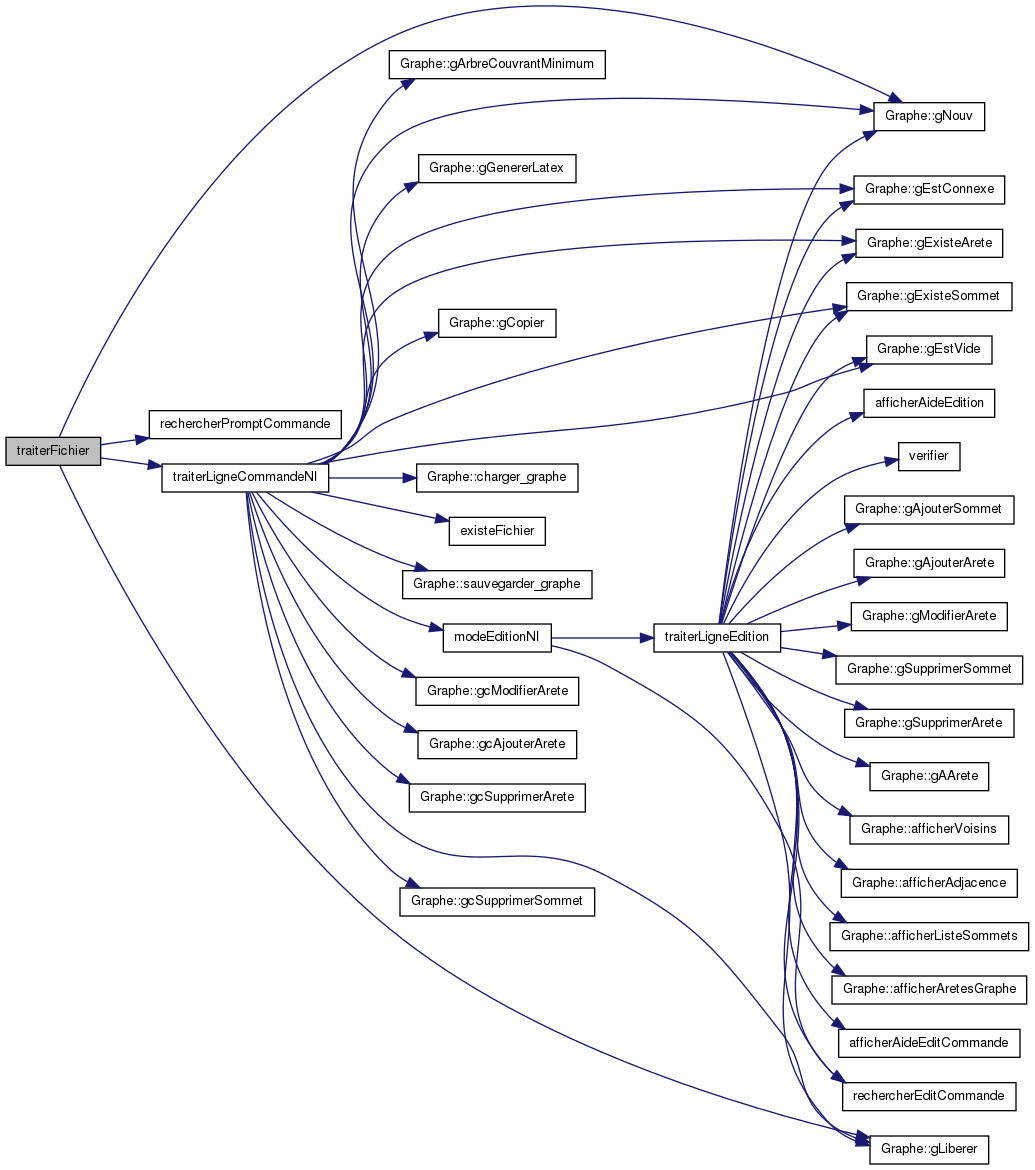 Graphe::gArbreCouvrantMinimum
Graphe::gNouv
Graphe::gGenererLatex
Graphe::gEstConnexe
Graphe::gExisteArete
Graphe::gExisteSommet
Graphe::gCopier
Graphe::gEstVide
afficherAideEdition
rechercherPromptCommande
traiterFichier
verifier
traiterLigneCommandeNI
Graphe::charger_graphe
Graphe::gAjouterSommet
existeFichier
Graphe::gAjouterArete
Graphe::sauvegarder_graphe
Graphe::gModifierArete
modeEditionNI
traiterLigneEdition
Graphe::gSupprimerSommet
Graphe::gcModifierArete
Graphe::gSupprimerArete
Graphe::gcAjouterArete
Graphe::gAArete
Graphe::gcSupprimerArete
Graphe::afficherVoisins
Graphe::afficherAdjacence
Graphe::gcSupprimerSommet
Graphe::afficherListeSommets
Graphe::afficherAretesGraphe
afficherAideEditCommande
rechercherEditCommande
Graphe::gLiberer